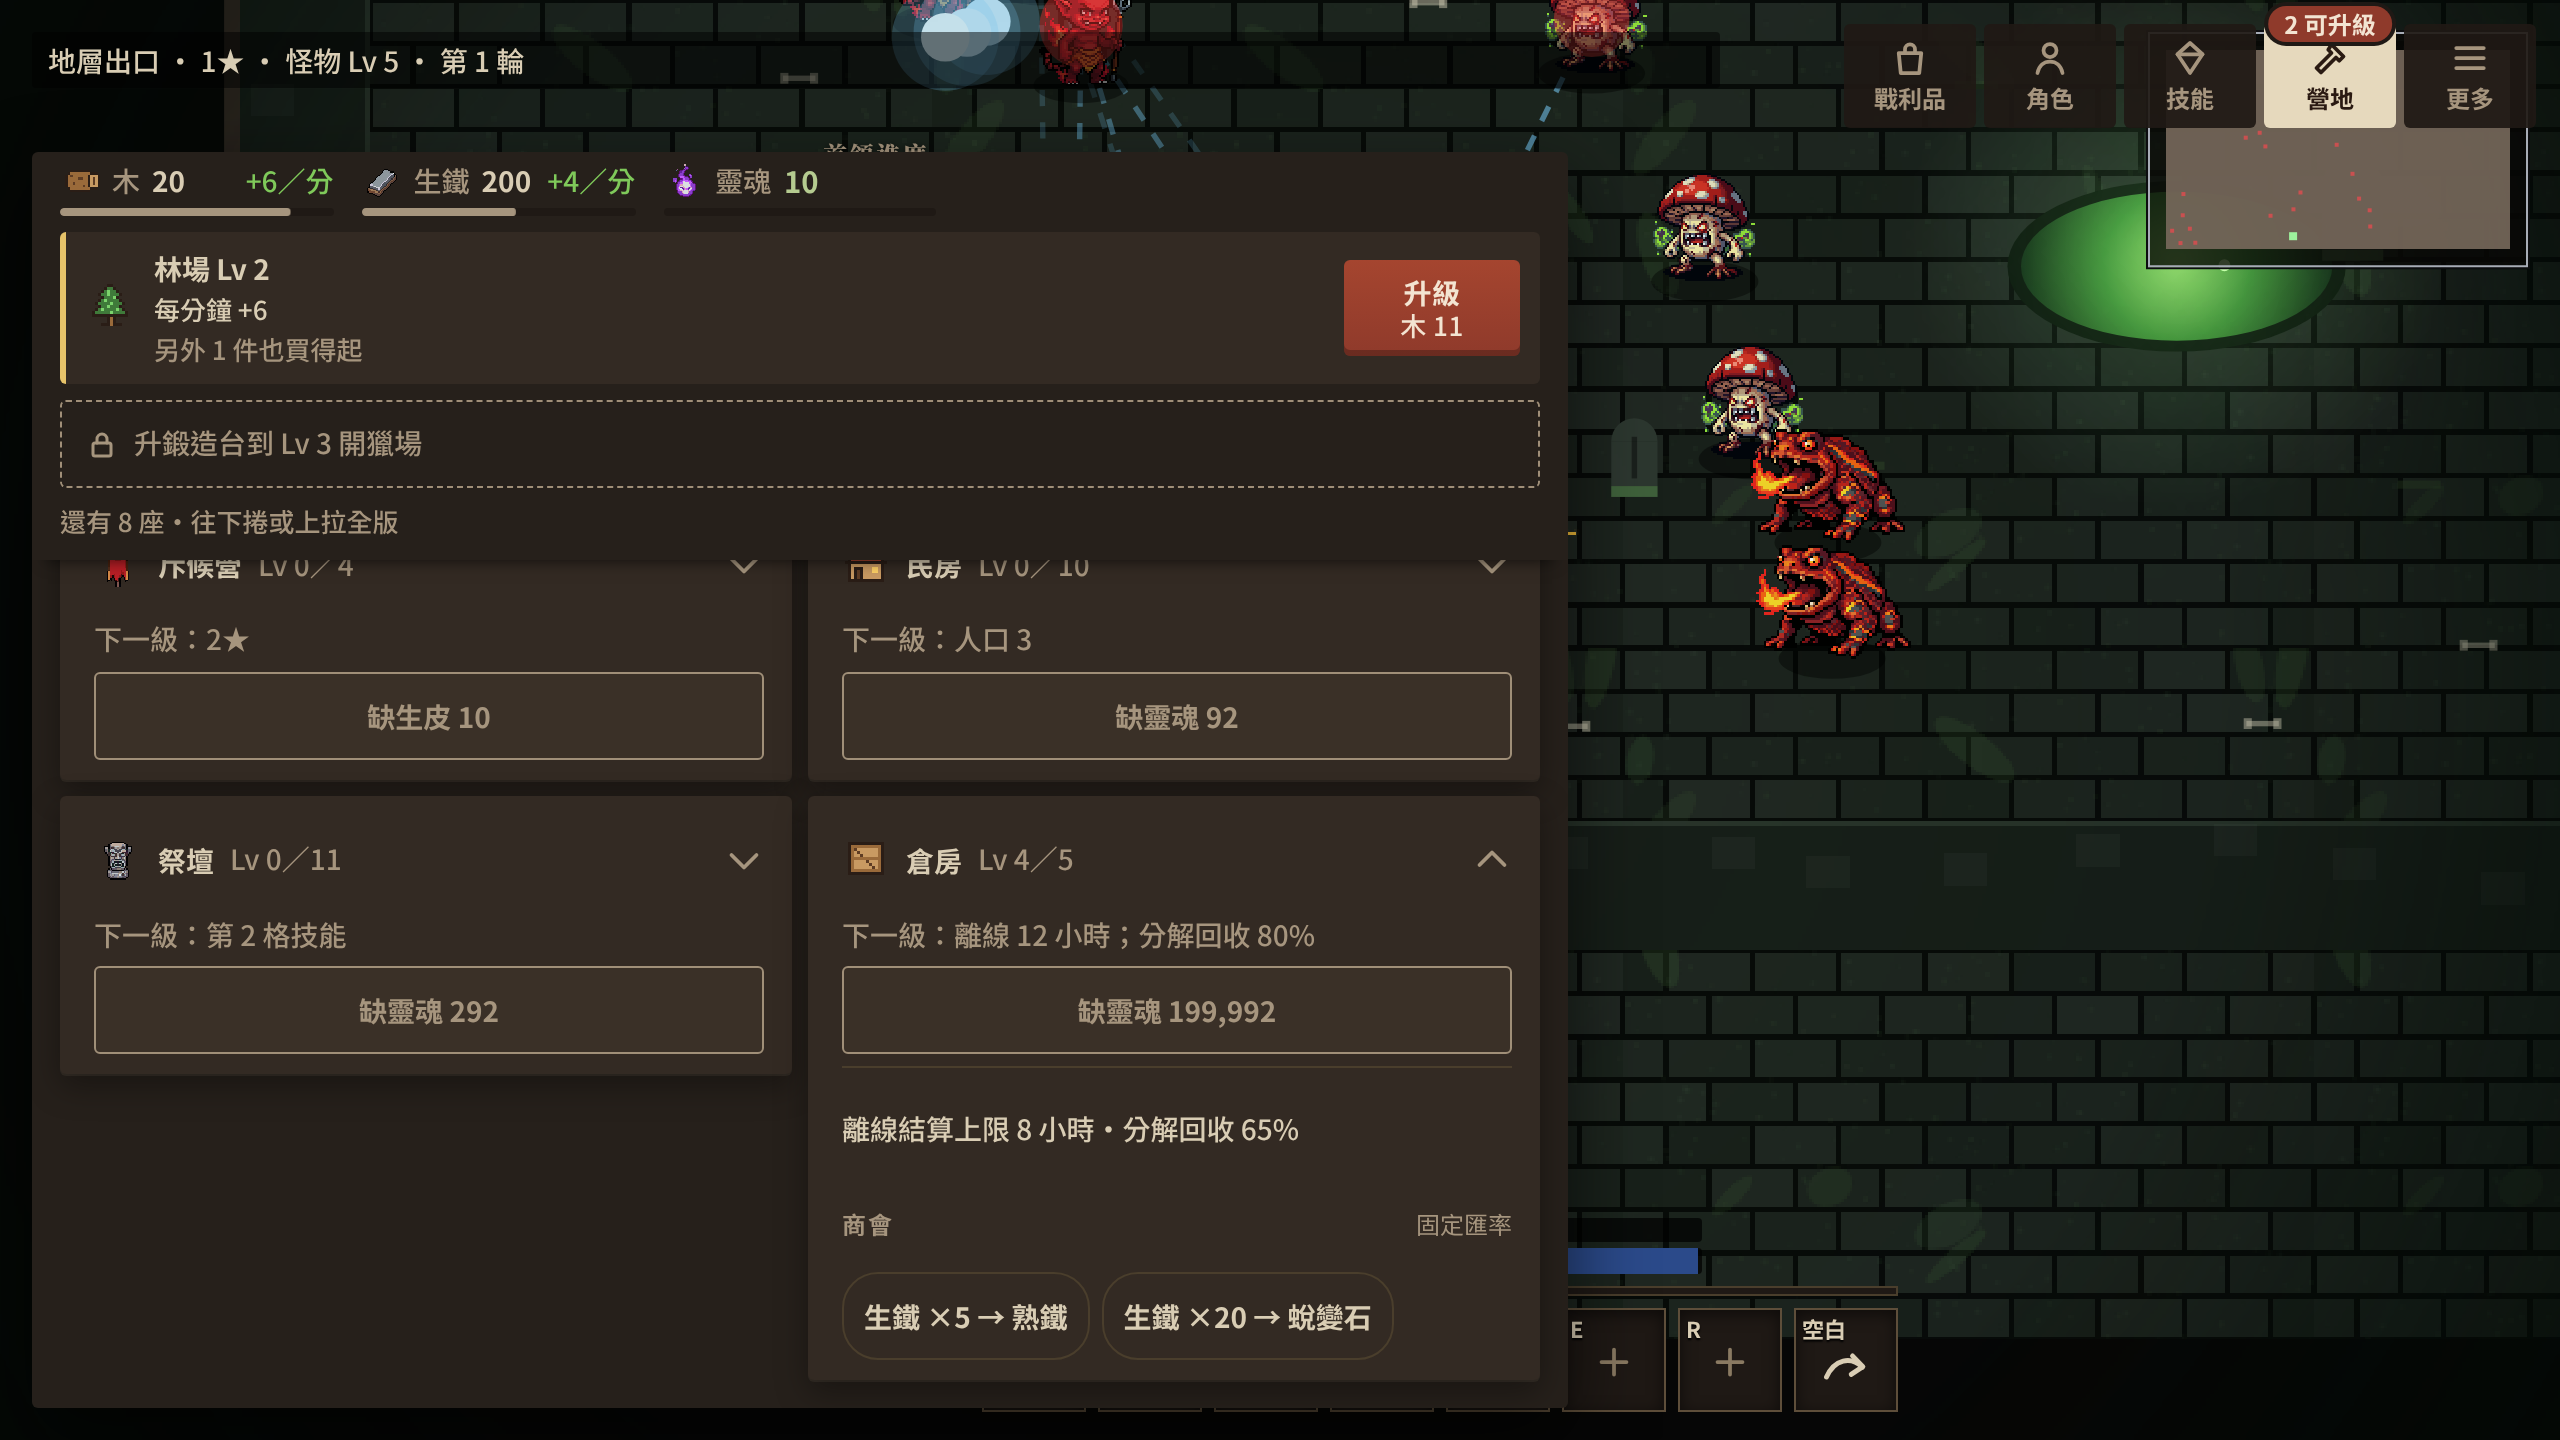 地層出口 · 1★ · 怪物 Lv 5 · 第 1 輪
2 可升級
戰利品
角色
技能
營地
更多
木 20 +6／分
生鐵 200 +4／分
靈魂 10
林場 Lv 2
每分鐘 +6
另外 1 件也買得起
升級
木 11
升鍛造台到 Lv 3 開獵場
還有 8 座·往下捲或上拉全版
斥候營 Lv 0／4
下一級：2★
缺生皮 10
民房 Lv 0／10
下一級：人口 3
缺靈魂 92
祭壇 Lv 0／11
下一級：第 2 格技能
缺靈魂 292
倉房 Lv 4／5
下一級：離線 12 小時；分解回收 80%
缺靈魂 199,992
離線結算上限 8 小時·分解回收 65%
商會 固定匯率
生鐵 ×5 → 熟鐵
生鐵 ×20 → 蛻變石
E
R
空白